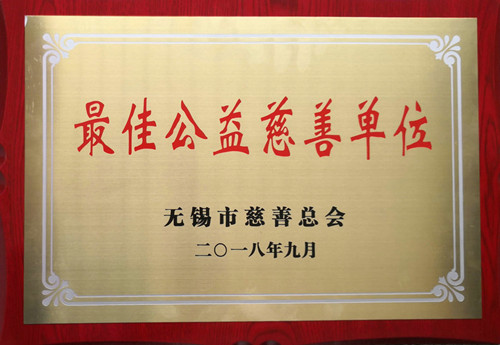 最佳公益慈善单位
无锡市慈善总会
二〇一八年九月